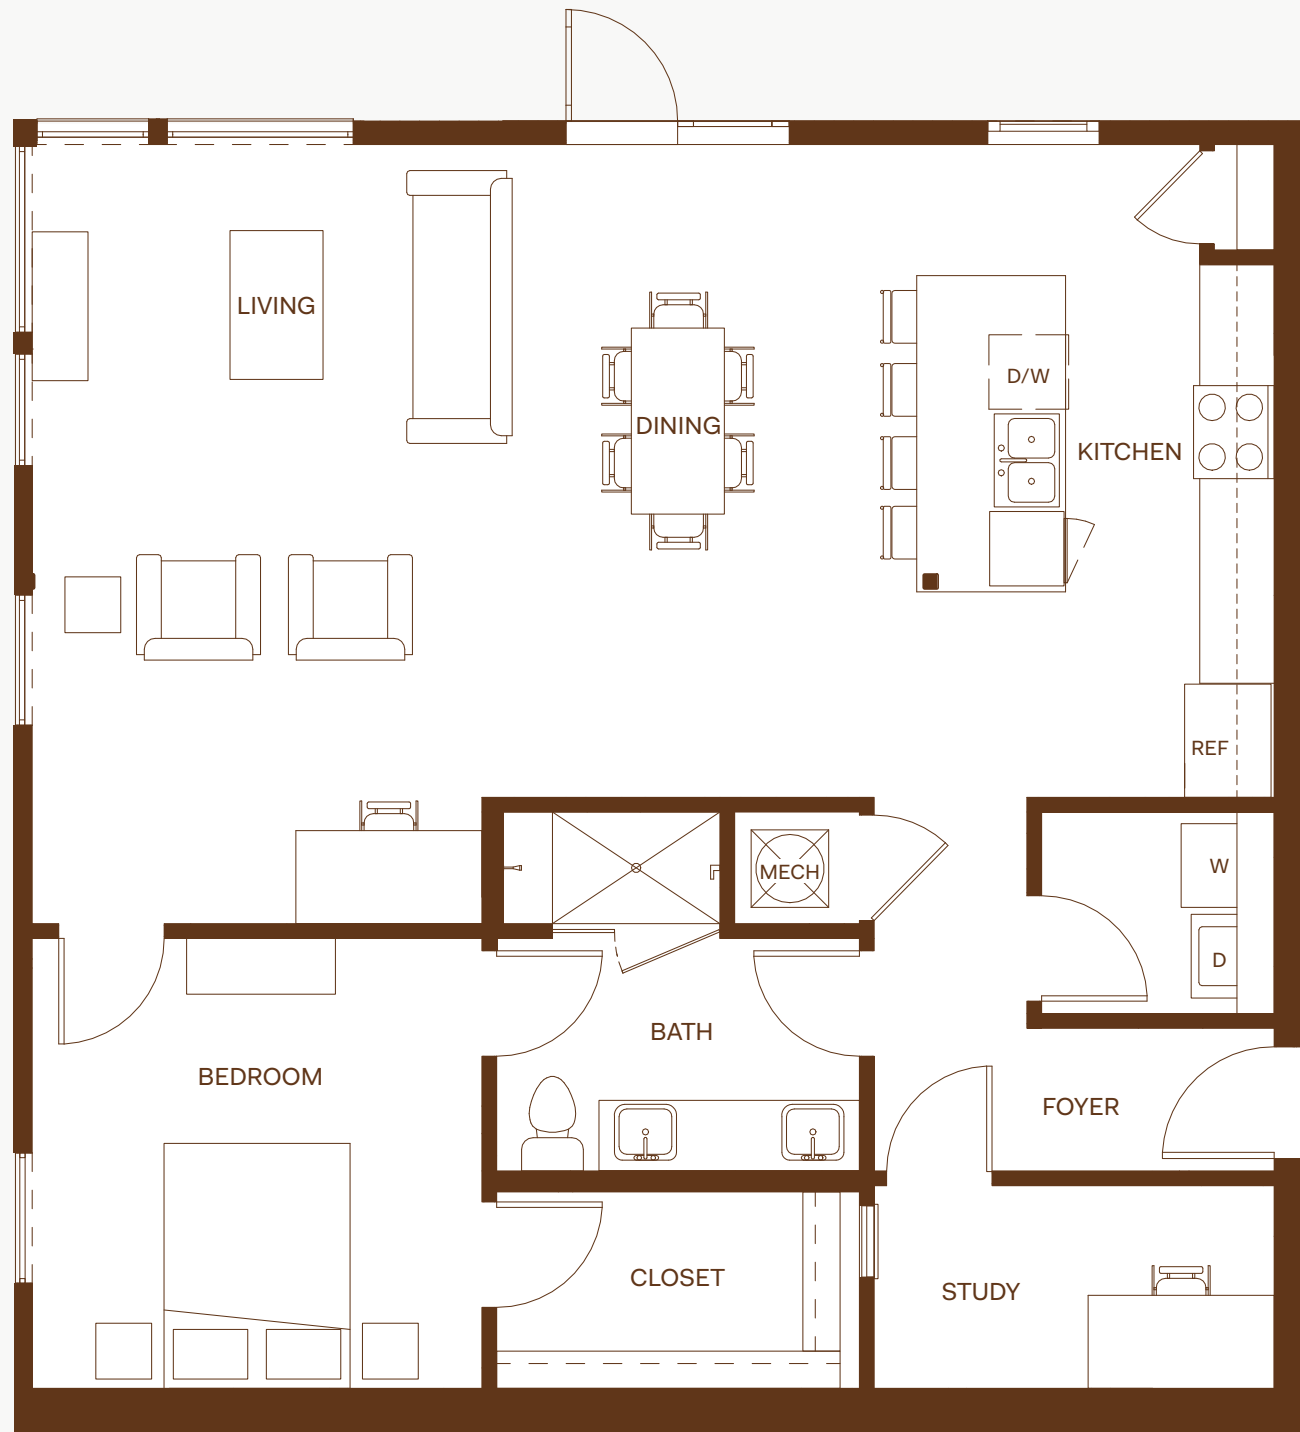 LIVING
D/W
DINING
KITCHEN
REF
MECH
W
D
BATH
BEDROOM
FOYER
CLOSET
STUDY